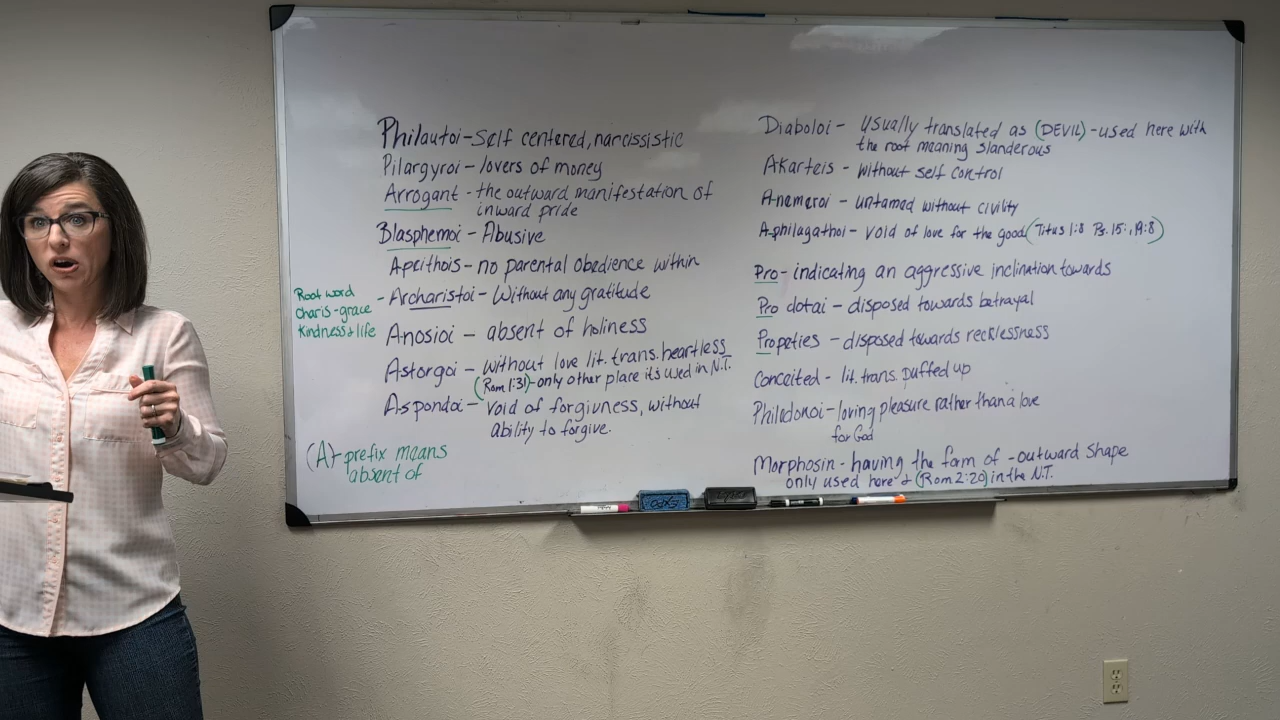 Philautoi-Self centered, narcissistic
Pilargyroi - lovers of money
Arrogant - the outward manifestation of
inward pride
Blasphemoi - Abusive
Apeithois - no parental obedience within
Root word
charis - grace
Kindness & life
- Archaristoi - Without any gratitude
Anosioi - absent of holiness
Astorgoi - without love lit. trans. heartless
(Rom 1:31) - only other place it's used in N.T.
Aspondoi - void of forgivness, without
ability to forgive.
(A)- prefix means
absent of
Diaboloi - usually translated as (DEVIL) - used here with
the root meaning slanderous
Akarteis - without self control
Anemeroi - untamed without civility
Aphilagathoi - void of love for the good (Titus 1:8 Ps. 15:, 19:8)
Pro - indicating an aggressive inclination towards
Pro dotai - disposed towards betrayal
Propeties - disposed towards recklessness
Conceited - lit. trans. puffed up
Philedonoi - loving pleasure rather than a love
for God
Morphosin - having the form of - outward shape
only used here & (Rom 2:20) in the N.T.